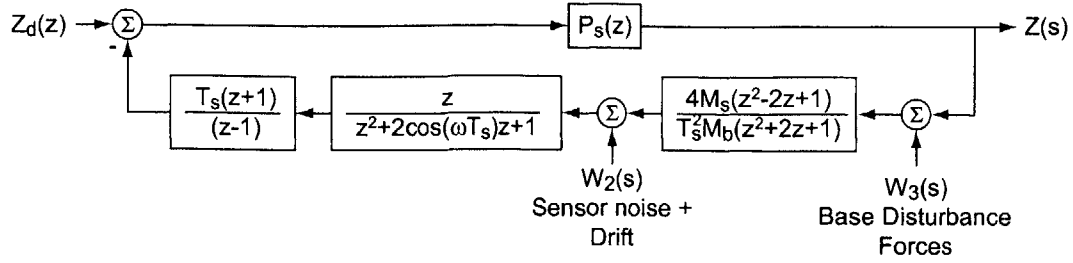 Z_d(z) Σ P_s(z) Z(s)
-
T_s(z+1) z 4M_s(z²-2z+1)
(z-1) z²+2cos(ωT_s)z+1 Σ T_s²M_b(z²+2z+1) Σ
W_2(s) W_3(s)
Sensor noise + Base Disturbance
Drift Forces